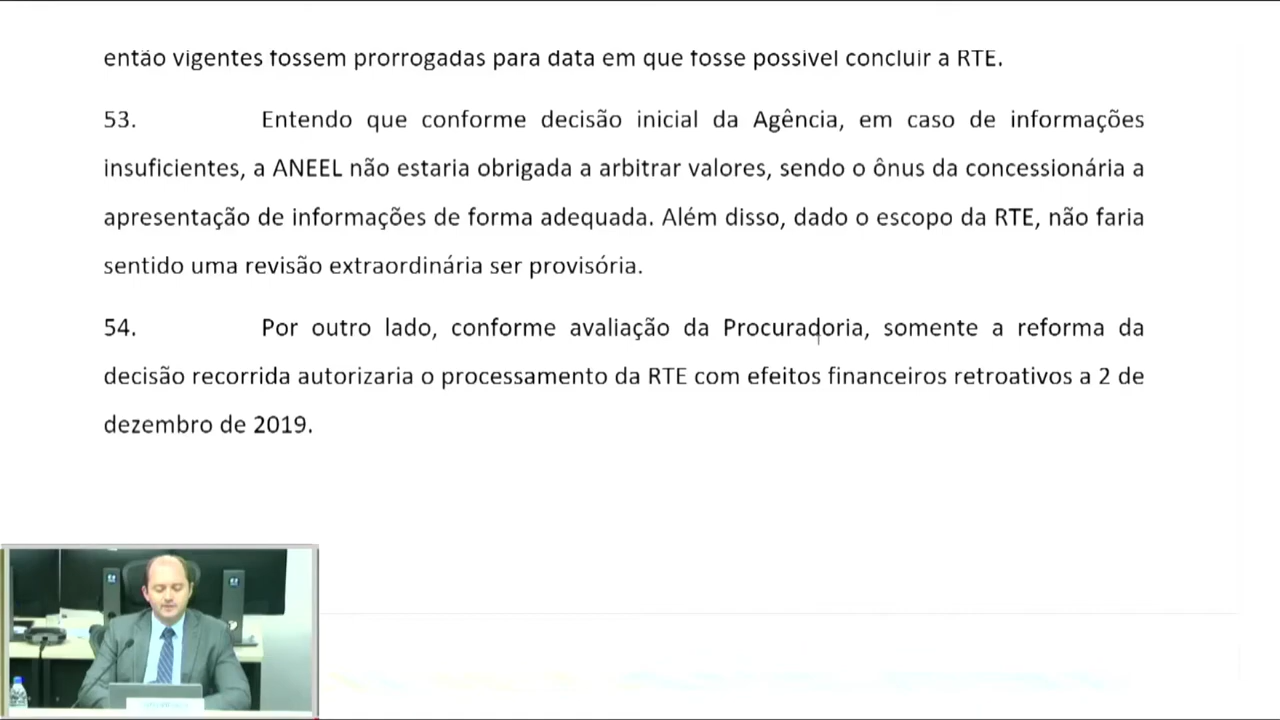 então vigentes fossem prorrogadas para data em que fosse possível concluir a RTE.
53. Entendo que conforme decisão inicial da Agência, em caso de informações
insuficientes, a ANEEL não estaria obrigada a arbitrar valores, sendo o ônus da concessionária a
apresentação de informações de forma adequada. Além disso, dado o escopo da RTE, não faria
sentido uma revisão extraordinária ser provisória.
54. Por outro lado, conforme avaliação da Procuradoria, somente a reforma da
decisão recorrida autorizaria o processamento da RTE com efeitos financeiros retroativos a 2 de
dezembro de 2019.